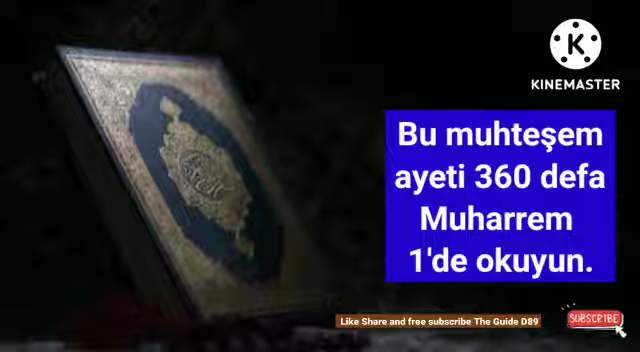 KINEMASTER
Bu muhteşem
ayeti 360 defa
Muharrem
1'de okuyun.
Like Share and free subscribe The Guide D89
SUBSCRIBE